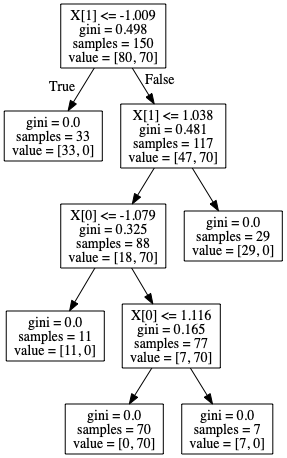 X[1] <= -1.009
gini = 0.498
samples = 150
value = [80, 70]
True
False
gini = 0.0
samples = 33
value = [33, 0]
X[1] <= 1.038
gini = 0.481
samples = 117
value = [47, 70]
X[0] <= -1.079
gini = 0.325
samples = 88
value = [18, 70]
gini = 0.0
samples = 29
value = [29, 0]
gini = 0.0
samples = 11
value = [11, 0]
X[0] <= 1.116
gini = 0.165
samples = 77
value = [7, 70]
gini = 0.0
samples = 70
value = [0, 70]
gini = 0.0
samples = 7
value = [7, 0]